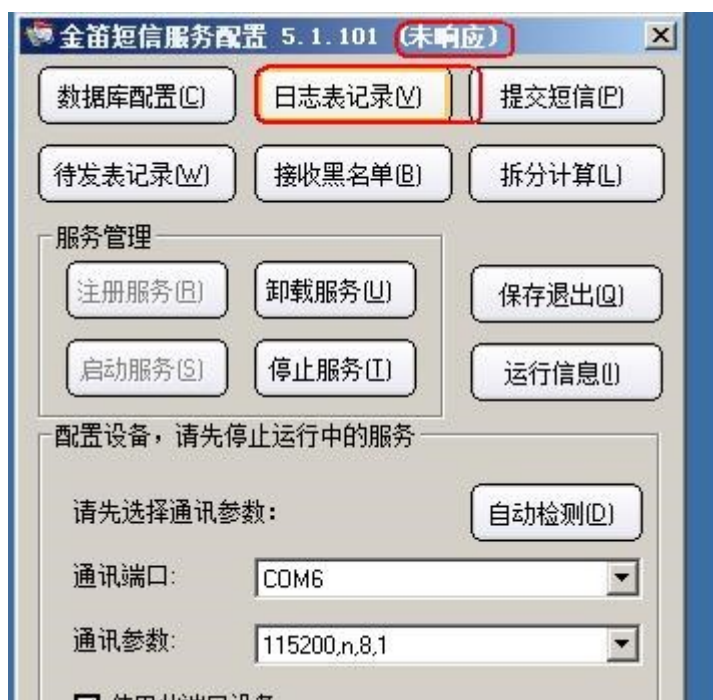 金笛短信服务配置 5.1.101 (未响应)
数据库配置(C) 日志表记录(V) 提交短信(P)
待发表记录(W) 接收黑名单(B) 拆分计算(L)
服务管理
注册服务(R) 卸载服务(U) 保存退出(Q)
启动服务(S) 停止服务(T) 运行信息(I)
配置设备，请先停止运行中的服务
请先选择通讯参数: 自动检测(D)
通讯端口: COM6
通讯参数: 115200,n,8,1